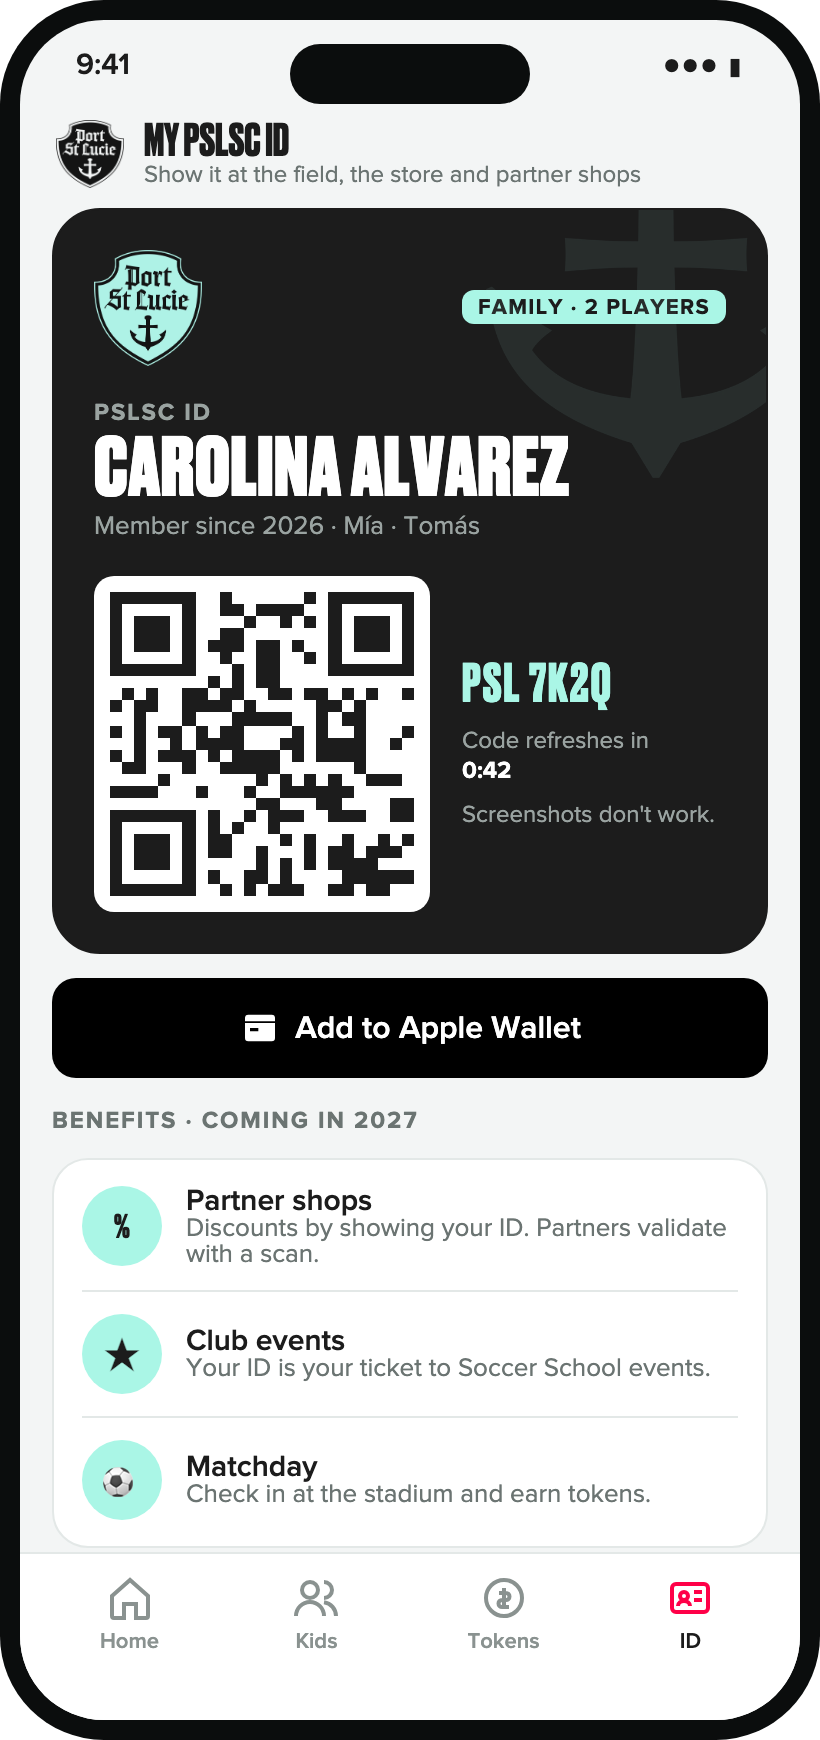 9:41
Port
St Lucie
MY PSLSC ID
Show it at the field, the store and partner shops
Port
St Lucie
FAMILY · 2 PLAYERS
PSLSC ID
CAROLINA ALVAREZ
Member since 2026 · Mía · Tomás
PSL 7K2Q
Code refreshes in
0:42
Screenshots don't work.
Add to Apple Wallet
BENEFITS · COMING IN 2027
%
Partner shops
Discounts by showing your ID. Partners validate
with a scan.
Club events
Your ID is your ticket to Soccer School events.
Matchday
Check in at the stadium and earn tokens.
Home
Kids
Tokens
ID